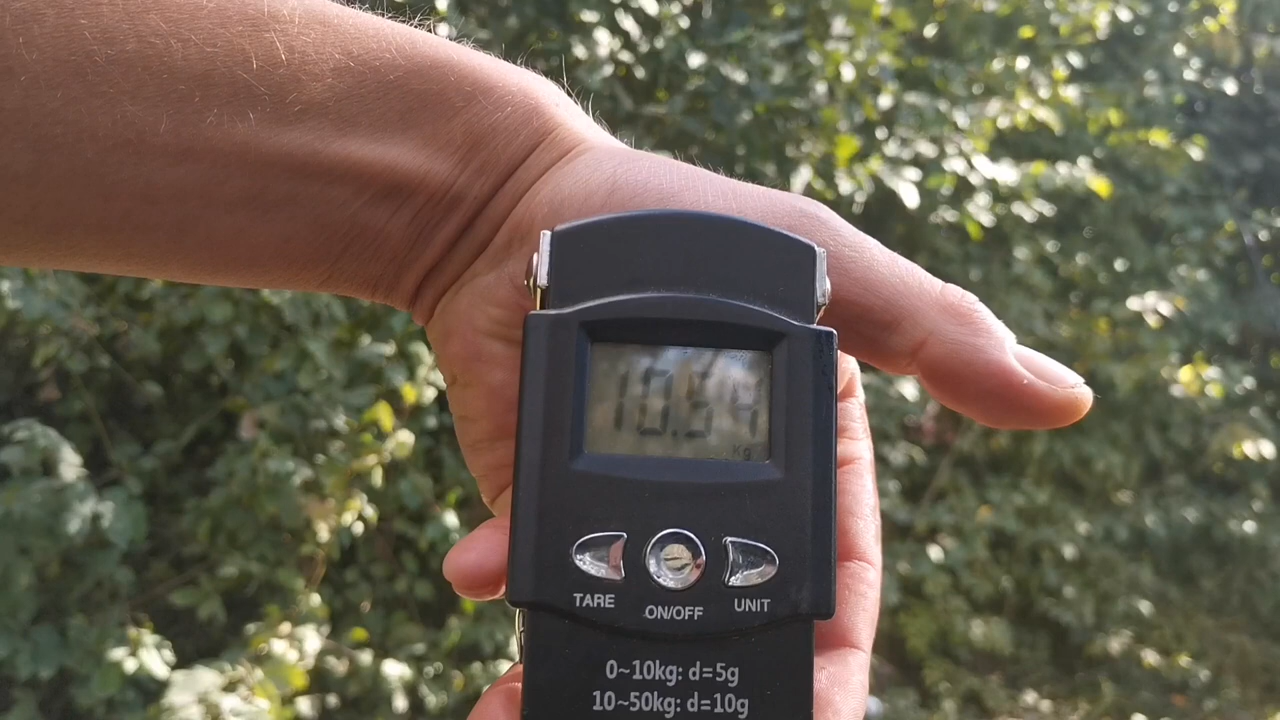 10.54
Kg
TARE
ON/OFF
UNIT
0~10kg: d=5g
10~50kg: d=10g